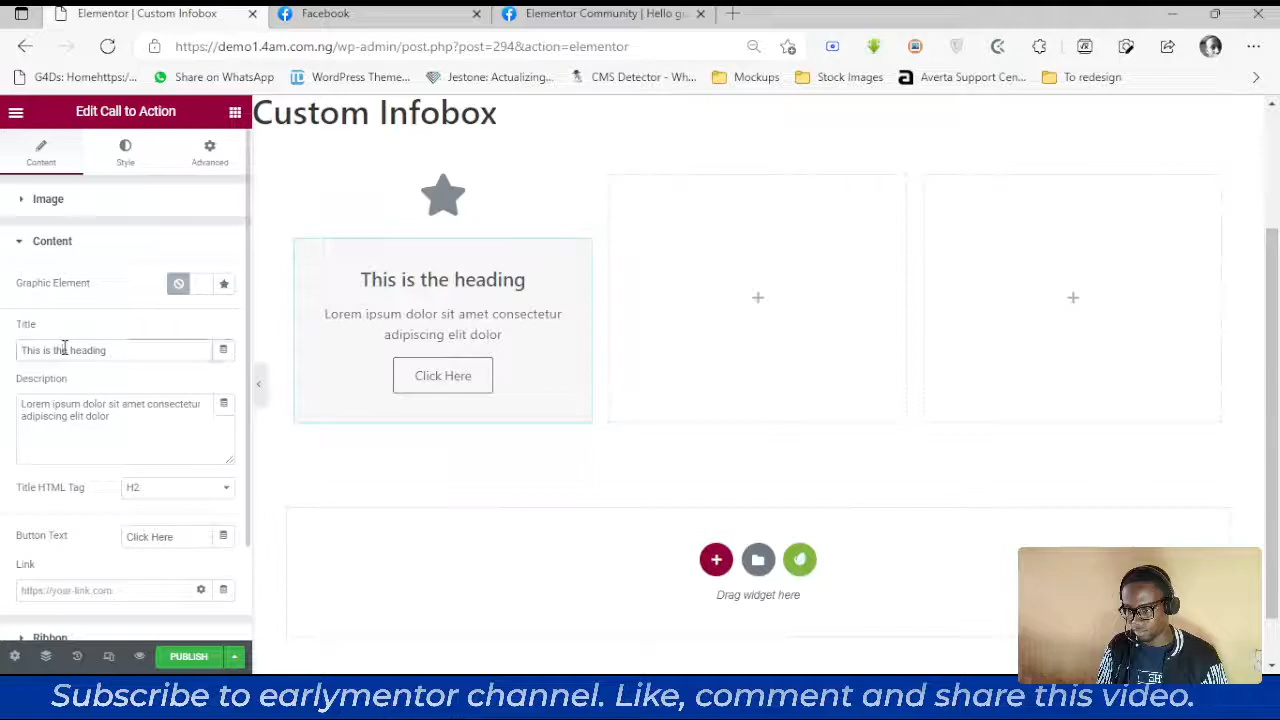 Elementor | Custom Infobox
Facebook
Elementor Community | Hello gu
https://demo1.4am.com.ng/wp-admin/post.php?post=294&action=elementor
G4Ds: Homehttps:/...
Share on WhatsApp
WordPress Theme...
Jestone: Actualizing...
CMS Detector - Wh...
Mockups
Stock Images
Averta Support Cen...
To redesign
Edit Call to Action
Content
Style
Advanced
Image
Content
Graphic Element
Title
This is the heading
Description
Lorem ipsum dolor sit amet consectetur
adipiscing elit dolor
Title HTML Tag
H2
Button Text
Click Here
Link
https://your-link.com
Ribbon
PUBLISH
Custom Infobox
This is the heading
Lorem ipsum dolor sit amet consectetur
adipiscing elit dolor
Click Here
Drag widget here
Subscribe to earlymentor channel. Like, comment and share this video.